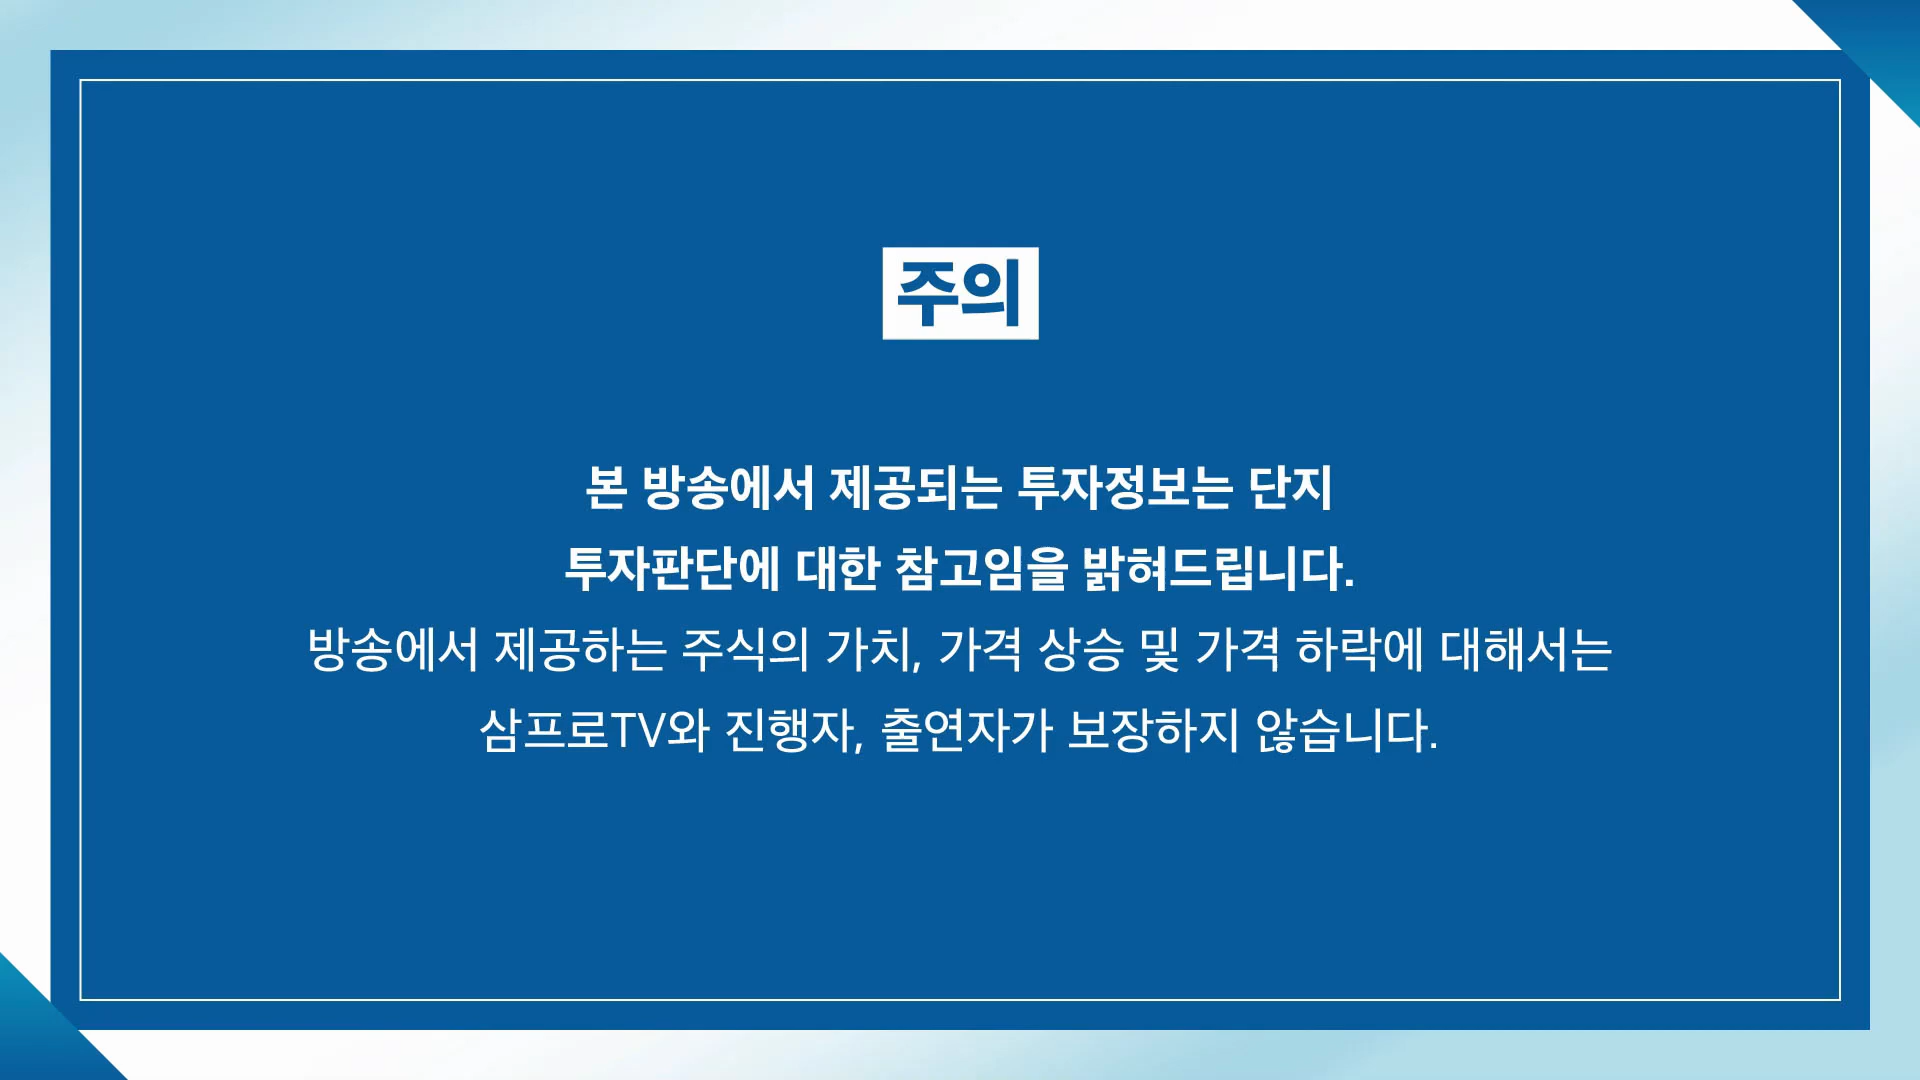 주의
본 방송에서 제공되는 투자정보는 단지
투자판단에 대한 참고임을 밝혀드립니다.
방송에서 제공하는 주식의 가치, 가격 상승 및 가격 하락에 대해서는
삼프로TV와 진행자, 출연자가 보장하지 않습니다.